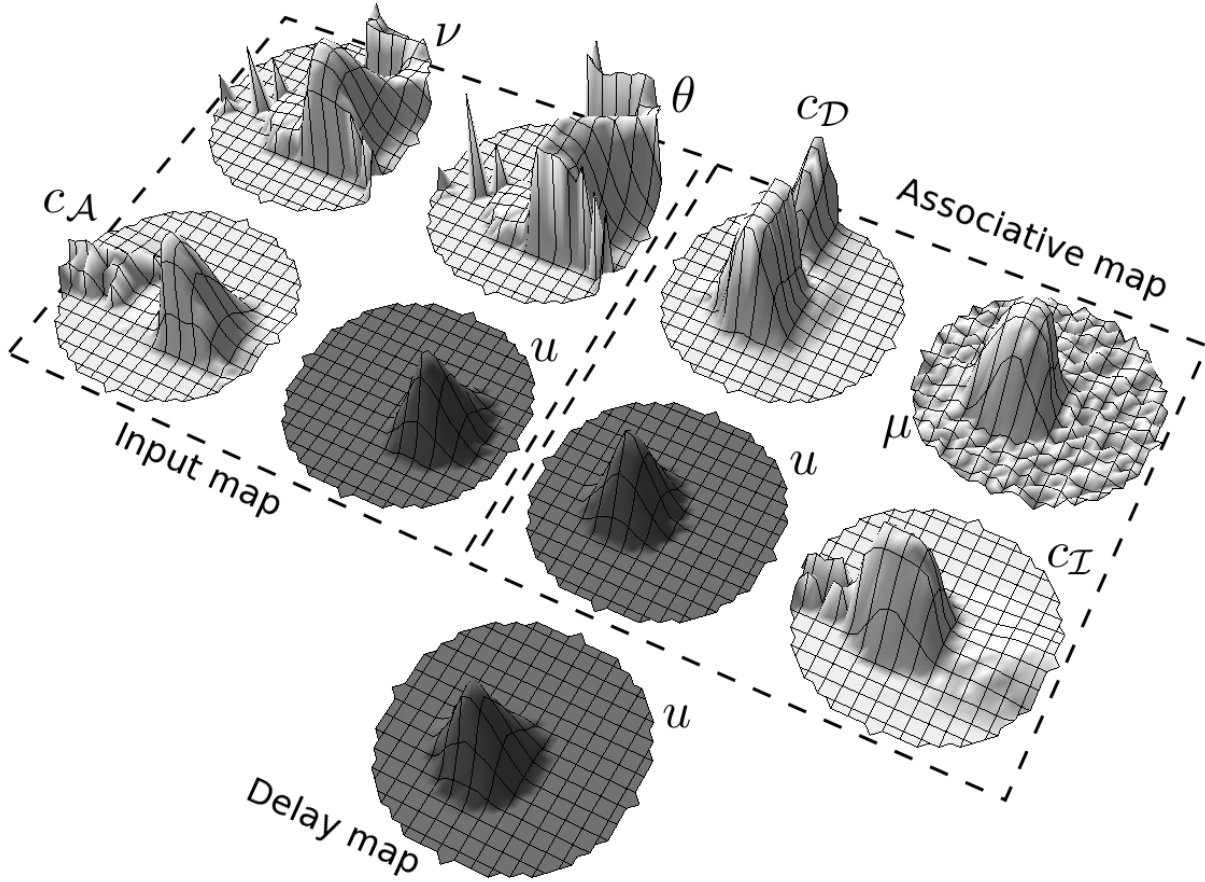 ν
θ
c𝒟
Associative map
c𝒜
u
μ
Input map
u
cℐ
u
Delay map